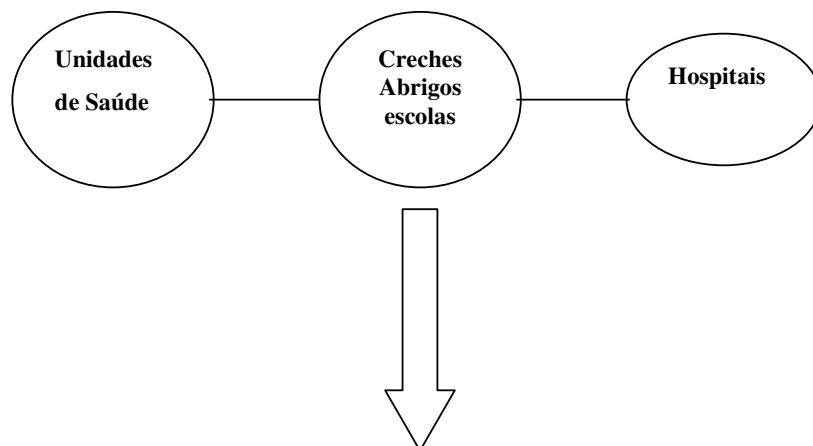 Unidades
de Saúde
Creches
Abrigos
escolas
Hospitais